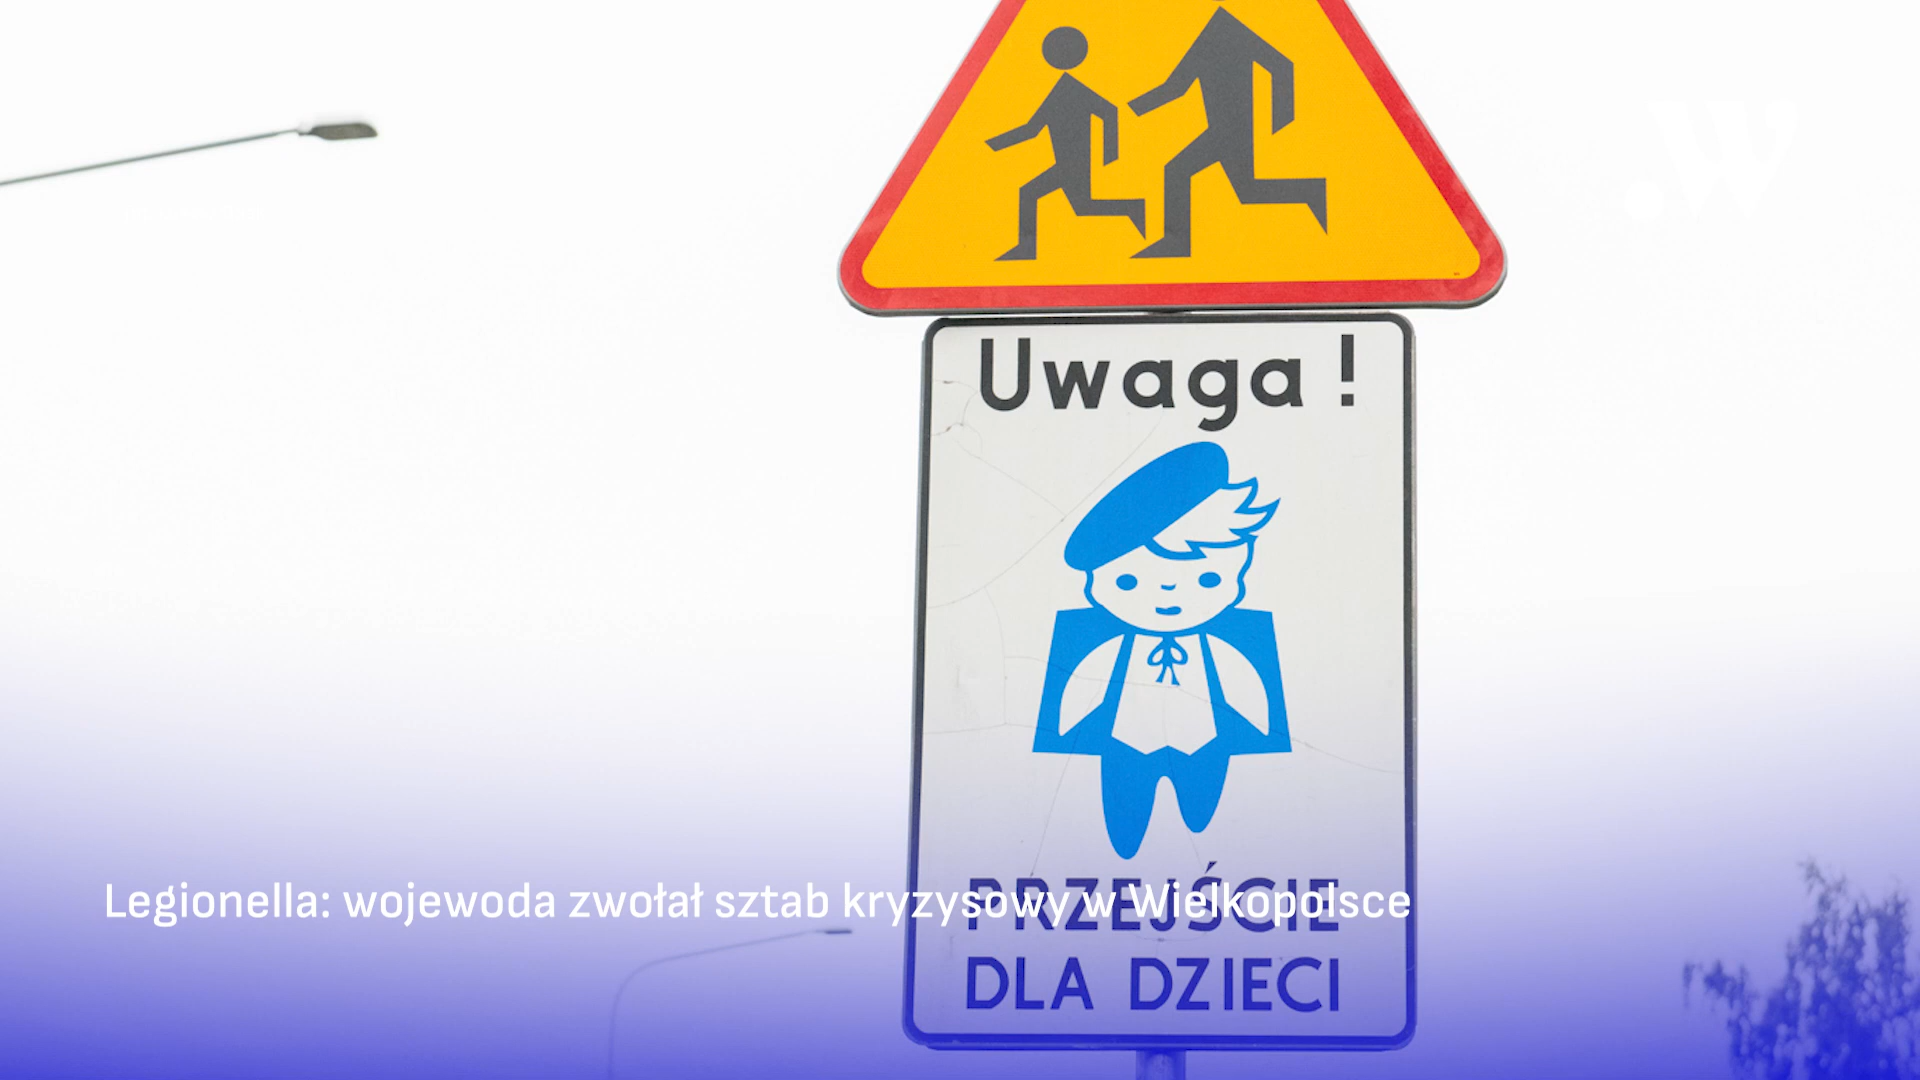 Uwaga !
Legionella: wojewoda zwołał sztab kryzysowy w Wielkopolsce
PRZEJŚCIE
DLA DZIECI